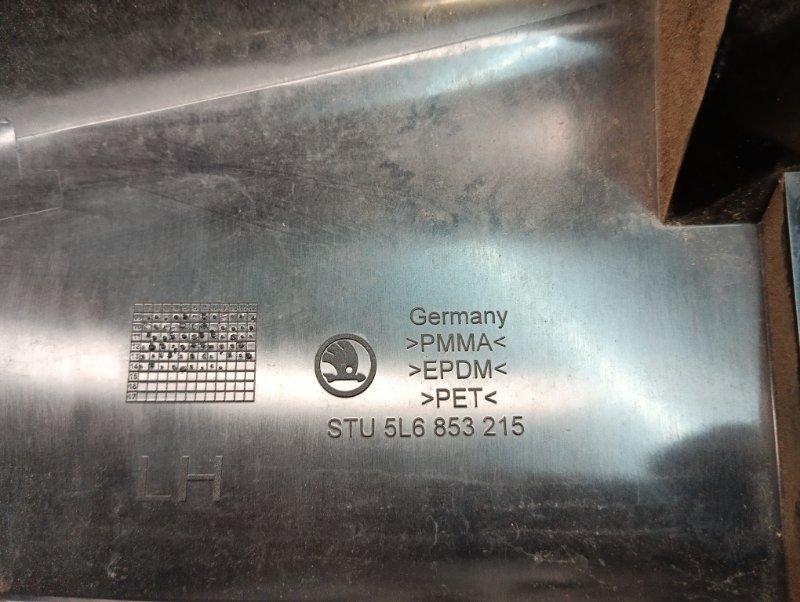 Germany
>PMMA<
>EPDM<
>PET<
STU 5L6 853 215
LH